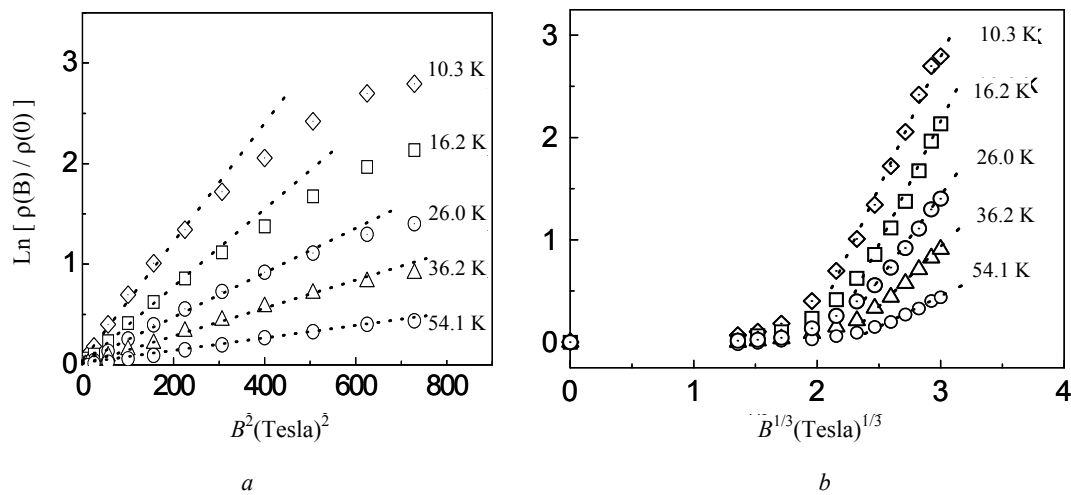 Ln [ ρ(B) / ρ(0) ]
3
2
1
0
10.3 K
16.2 K
26.0 K
36.2 K
54.1 K
0 200 400 600 800
B² (Tesla)²
a
3
2
1
0
10.3 K
16.2 K
26.0 K
36.2 K
54.1 K
0 1 2 3 4
B^1/3 (Tesla)^1/3
b